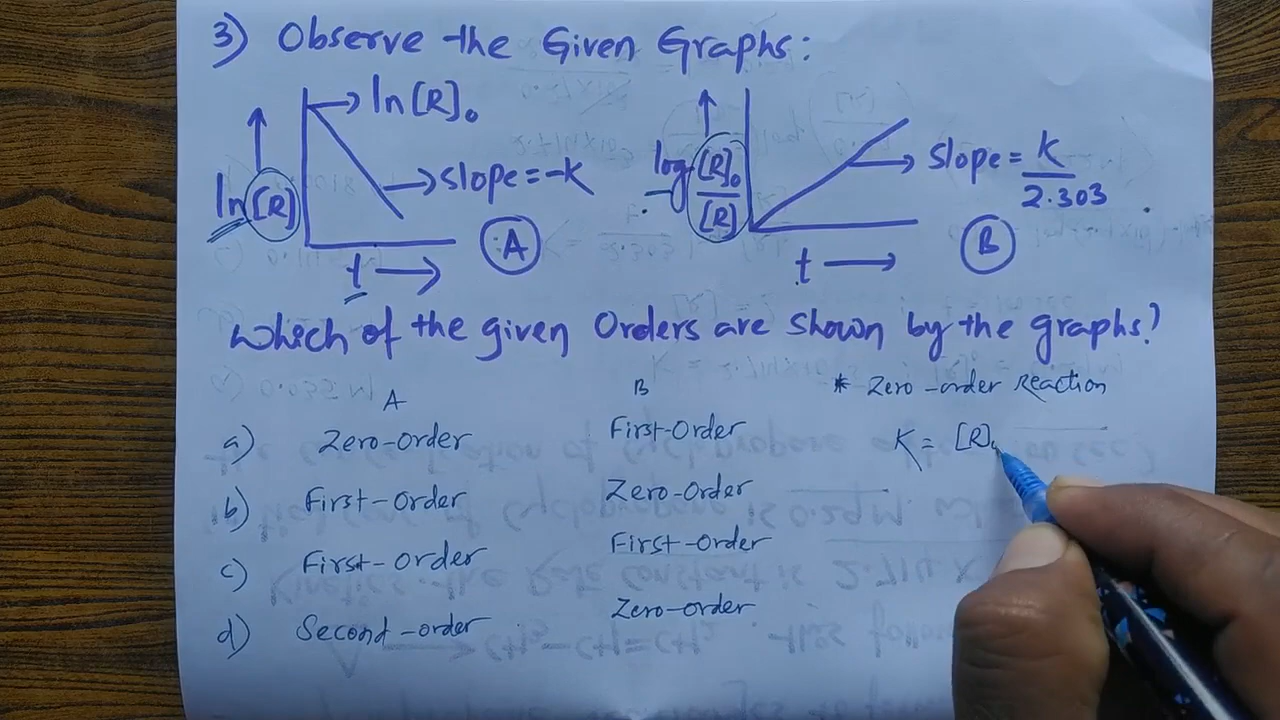 3) Observe the Given Graphs:
ln[R]₀
ln[R]
slope=-K
t
A
log [R]₀/[R]
slope = K/2.303
t
B
Which of the given Orders are shown by the graphs?
A
B
* Zero-order Reaction
a) Zero-Order First-Order
K = [R]₀
b) First-Order Zero-Order
c) First-Order First-Order
d) Second-order Zero-order